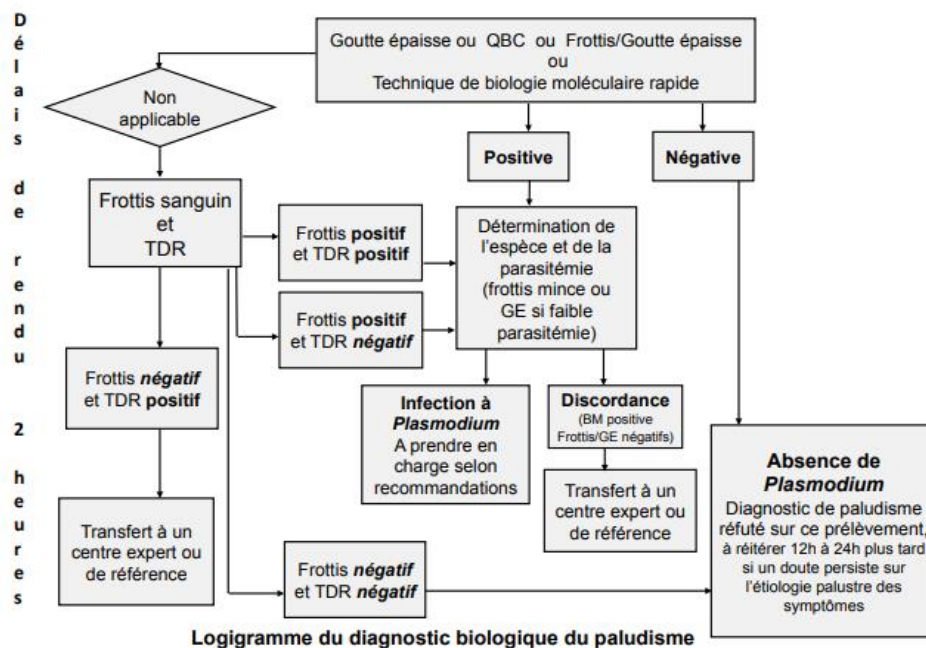 Délais de rendu 2 heures
Goutte épaisse ou QBC ou Frottis/Goutte épaisse
ou
Technique de biologie moléculaire rapide
Non
applicable
Positive
Négative
Frottis sanguin
et
TDR
Frottis positif
et TDR positif
Détermination de
l'espèce et de la
parasitémie
(frottis mince ou
GE si faible
parasitémie)
Frottis positif
et TDR négatif
Frottis négatif
et TDR positif
Infection à
Plasmodium
A prendre en
charge selon
recommandations
Discordance
(BM positive
Frottis/GE négatifs)
Absence de
Plasmodium
Diagnostic de paludisme
réfuté sur ce prélèvement,
à réitérer 12h à 24h plus tard
si un doute persiste sur
l'étiologie palustre des
symptômes
Transfert à un
centre expert ou
de référence
Transfert à un
centre expert ou
de référence
Frottis négatif
et TDR négatif
Logigramme du diagnostic biologique du paludisme